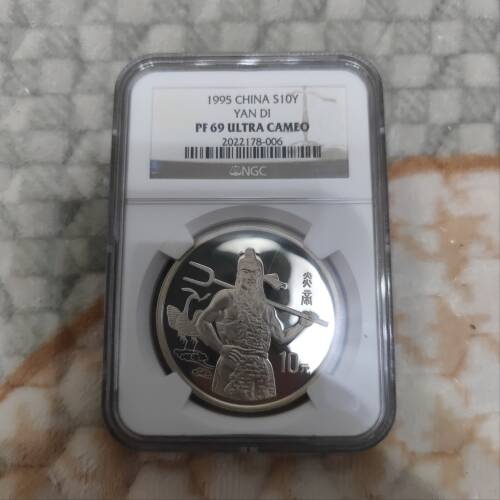 1995 CHINA S10Y
YAN DI
PF 69 ULTRA CAMEO
2022178-006
NGC
炎帝
10元